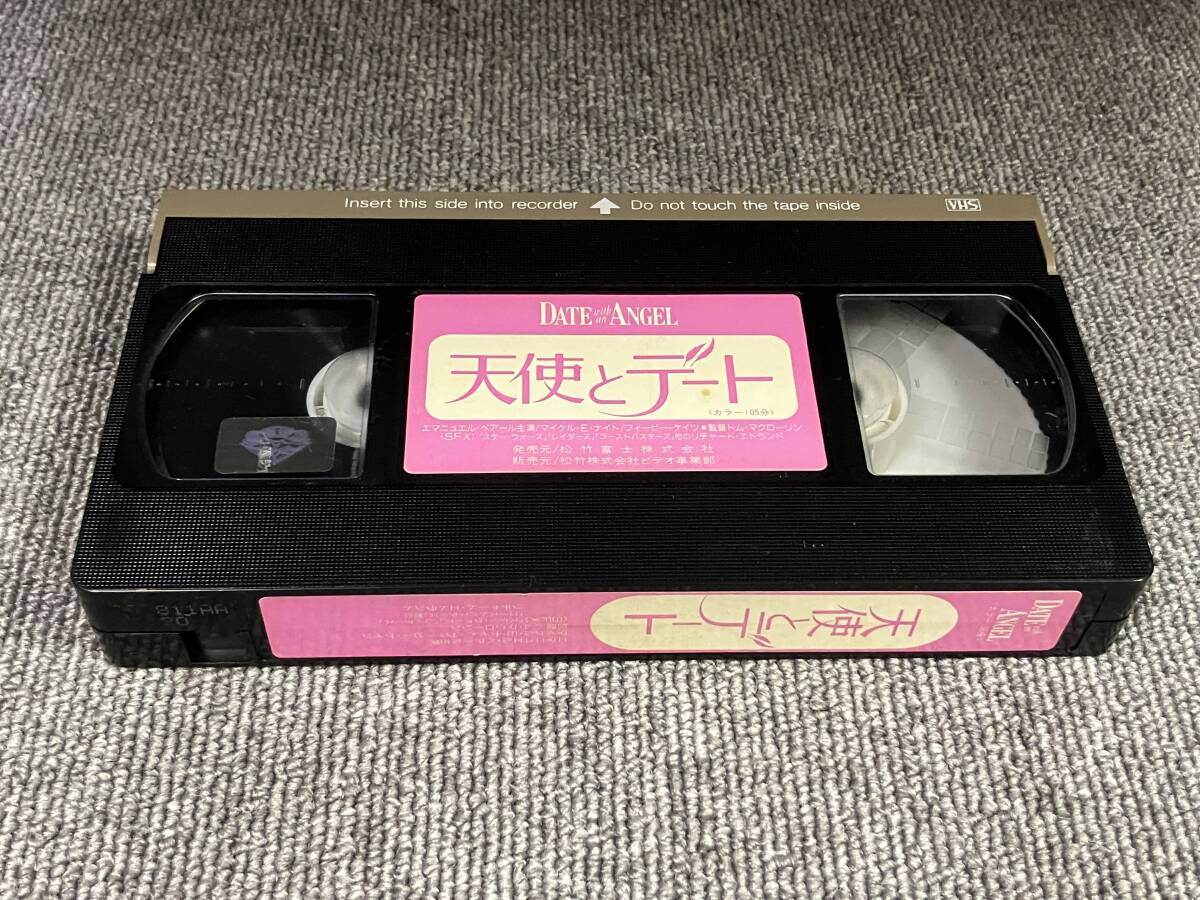 Insert this side into recorder Do not touch the tape inside VHS
DATE with an ANGEL
天使とデート
〈カラー105分〉
エマニュエル・ベアール主演/マイケル・E・ナイト/フィービー・ケイツ●監督トム・マクローリン
(SFX)「スター・ウォーズ」「レイダース」「ゴーストバスターズ」他のリチャード・エドランド
発売元/松竹富士株式会社
販売元/松竹株式会社ビデオ事業部
811AA
20
天使とデート
DATE with an ANGEL